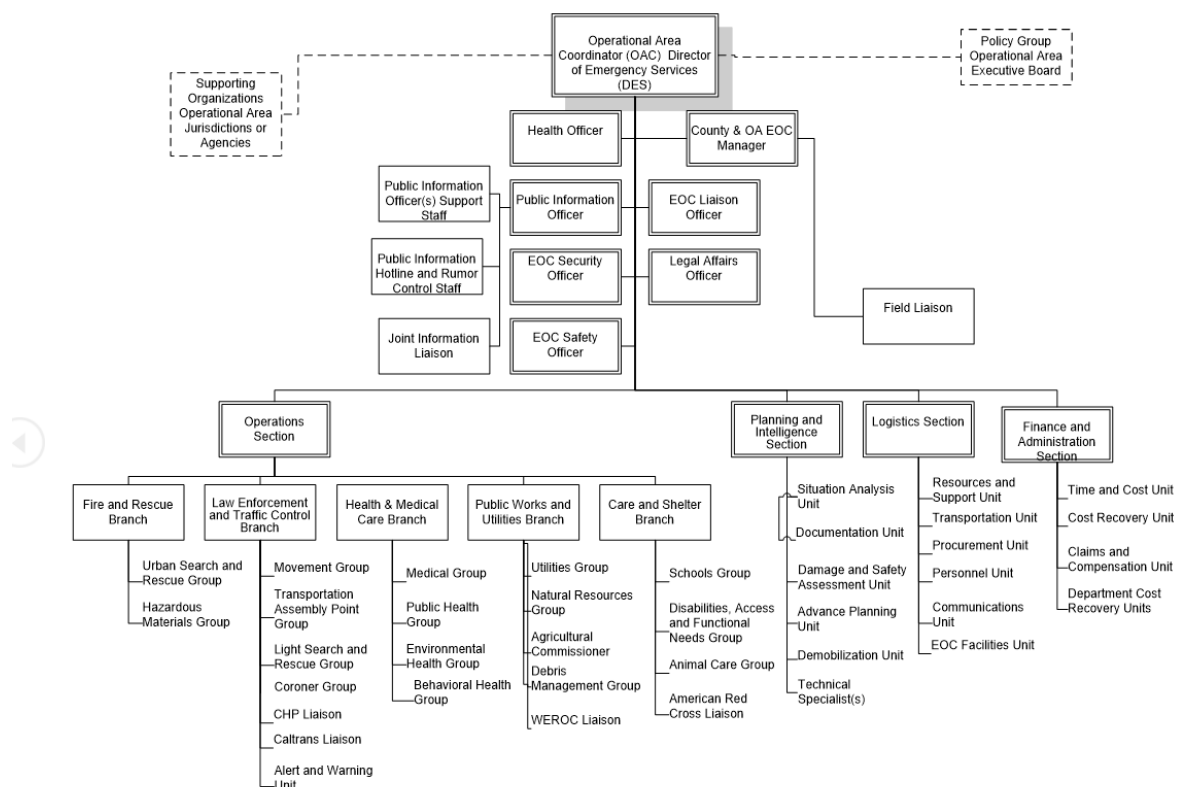 Operational Area
Coordinator (OAC) Director
of Emergency Services
(DES)
Policy Group
Operational Area
Executive Board
Supporting
Organizations
Operational Area
Jurisdictions or
Agencies
Health Officer
County & OA EOC
Manager
Public Information
Officer(s) Support
Staff
Public Information
Officer
EOC Liaison
Officer
Public Information
Hotline and Rumor
Control Staff
EOC Security
Officer
Legal Affairs
Officer
Field Liaison
Joint Information
Liaison
EOC Safety
Officer
Operations
Section
Planning and
Intelligence
Section
Logistics Section
Finance and
Administration
Section
Fire and Rescue
Branch
Law Enforcement
and Traffic Control
Branch
Health & Medical
Care Branch
Public Works and
Utilities Branch
Care and Shelter
Branch
Urban Search and
Rescue Group
Hazardous
Materials Group
Movement Group
Transportation
Assembly Point
Group
Light Search and
Rescue Group
Coroner Group
CHP Liaison
Caltrans Liaison
Alert and Warning
Unit
Medical Group
Public Health
Group
Environmental
Health Group
Behavioral Health
Group
Utilities Group
Natural Resources
Group
Agricultural
Commissioner
Debris
Management Group
WEROC Liaison
Schools Group
Disabilities, Access
and Functional
Needs Group
Animal Care Group
American Red
Cross Liaison
Situation Analysis
Unit
Documentation Unit
Damage and Safety
Assessment Unit
Advance Planning
Unit
Demobilization Unit
Technical
Specialist(s)
Resources and
Support Unit
Transportation Unit
Procurement Unit
Personnel Unit
Communications
Unit
EOC Facilities Unit
Time and Cost Unit
Cost Recovery Unit
Claims and
Compensation Unit
Department Cost
Recovery Units